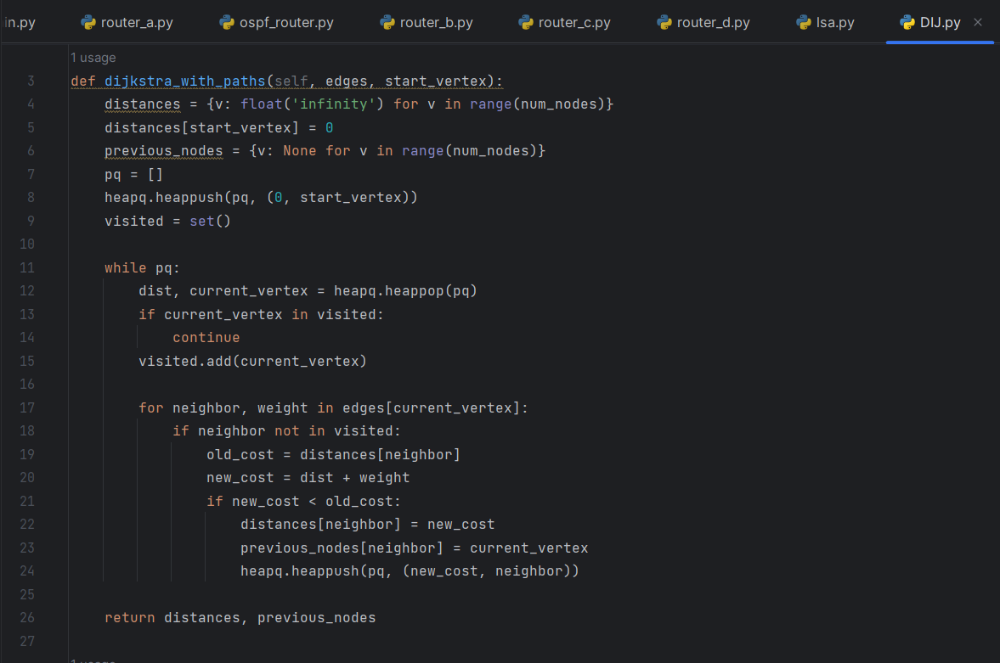 in.py router_a.py ospf_router.py router_b.py router_c.py router_d.py lsa.py DIJ.py ×
1 usage
3 def dijkstra_with_paths(self, edges, start_vertex):
4     distances = {v: float('infinity') for v in range(num_nodes)}
5     distances[start_vertex] = 0
6     previous_nodes = {v: None for v in range(num_nodes)}
7     pq = []
8     heapq.heappush(pq, (0, start_vertex))
9     visited = set()
10
11     while pq:
12         dist, current_vertex = heapq.heappop(pq)
13         if current_vertex in visited:
14             continue
15         visited.add(current_vertex)
16
17         for neighbor, weight in edges[current_vertex]:
18             if neighbor not in visited:
19                 old_cost = distances[neighbor]
20                 new_cost = dist + weight
21                 if new_cost < old_cost:
22                     distances[neighbor] = new_cost
23                     previous_nodes[neighbor] = current_vertex
24                     heapq.heappush(pq, (new_cost, neighbor))
25
26     return distances, previous_nodes
27